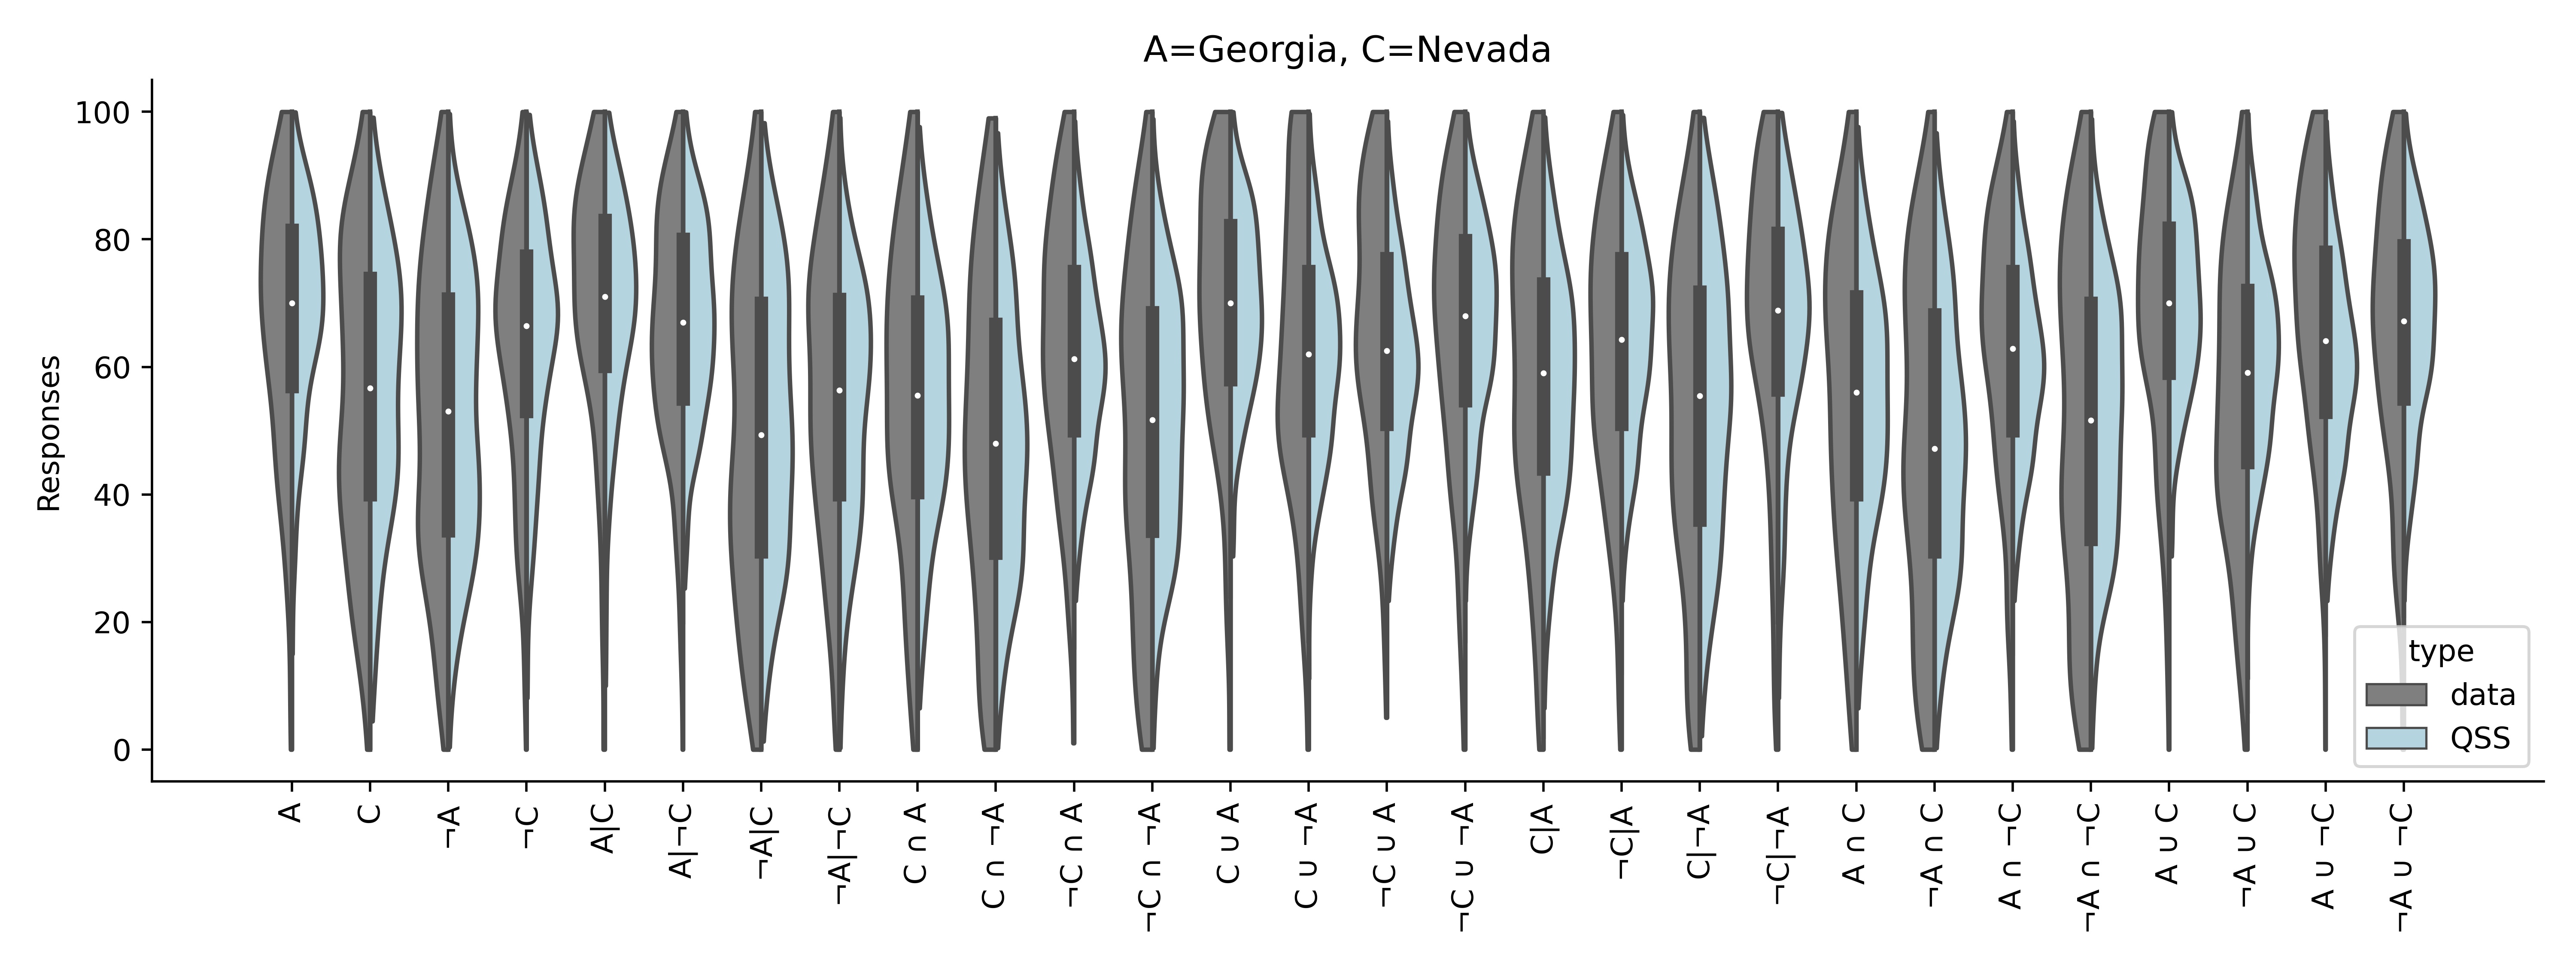 A=Georgia, C=Nevada
Responses
100
80
60
40
20
0
A
C
¬A
¬C
A|C
A|¬C
¬A|C
¬A|¬C
C ∩ A
C ∩ ¬A
¬C ∩ A
¬C ∩ ¬A
C ∪ A
C ∪ ¬A
¬C ∪ A
¬C ∪ ¬A
C|A
¬C|A
C|¬A
¬C|¬A
A ∩ C
¬A ∩ C
A ∩ ¬C
¬A ∩ ¬C
A ∪ C
¬A ∪ C
A ∪ ¬C
¬A ∪ ¬C
type
data
QSS